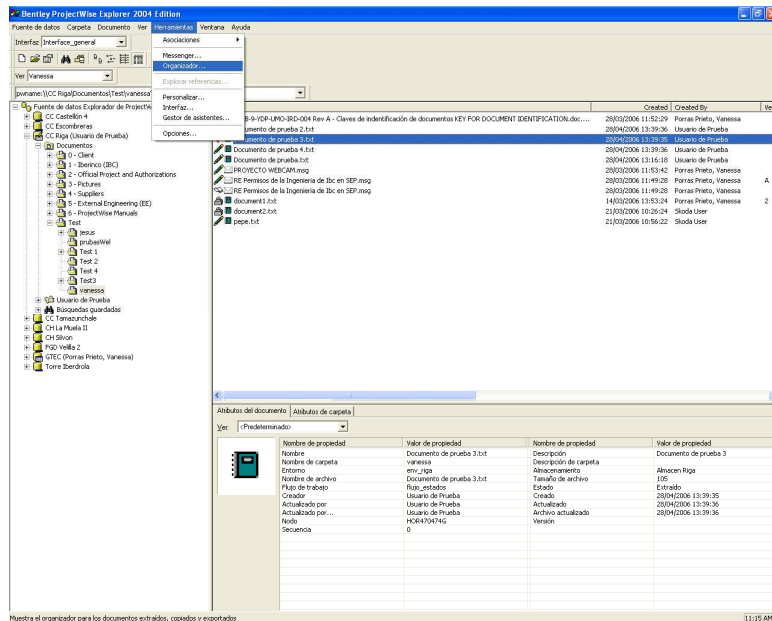 Bentley ProjectWise Explorer 2004 Edition
Fuente de datos Carpeta Documento Ver Herramientas Ventana Ayuda
Interfaz Interface_general
Asociaciones
Messenger...
Organizador...
Explorar referencias...
Personalizar...
Interfaz...
Gestor de asistentes...
Opciones...
Ver Vanessa
pwname:\\CC Riga\Documentos\Test\vanessa\
Fuente de datos Explorador de ProjectW
CC Castellón 4
CC Escombreras
CC Riga (Usuario de Prueba)
Documentos
0 - Client
1 - Iberinco (IBC)
2 - Official Project and Authorizations
3 - Pictures
4 - Suppliers
5 - External Engineering (EE)
6 - ProjectWise Manuals
Test
jesus
prubasWel
Test 1
Test 2
Test 4
Test3
vanessa
Usuario de Prueba
Búsquedas guardadas
CC Tamazunchale
CH La Muela II
CH Silvon
FGD Velilla 2
GTEC (Porras Prieto, Vanessa)
Torre Iberdrola
Created Created By Ve
B-9-YDP-UMO-IRD-004 Rev A - Claves de indentificación de documentos KEY FOR DOCUMENT IDENTIFICATION.doc.... 28/03/2006 11:52:29 Porras Prieto, Vanessa
Documento de prueba 2.txt 28/04/2006 13:39:36 Usuario de Prueba
Documento de prueba 3.txt 28/04/2006 13:39:35 Usuario de Prueba
Documento de prueba 4.txt 28/04/2006 13:39:36 Usuario de Prueba
Documento de prueba.txt 28/04/2006 13:16:18 Usuario de Prueba
PROYECTO WEBCAM.msg 28/03/2006 11:53:42 Porras Prieto, Vanessa
RE Permisos de la Ingenieria de Ibc en SEP.msg 28/03/2006 11:49:28 Porras Prieto, Vanessa A
RE Permisos de la Ingenieria de Ibc en SEP.msg 28/03/2006 11:49:28 Porras Prieto, Vanessa
document1.txt 14/03/2006 13:53:24 Porras Prieto, Vanessa 2
document2.txt 21/03/2006 10:26:24 Skoda User
pepe.txt 21/03/2006 10:56:22 Skoda User
Atributos del documento Atributos de carpeta
Ver: <Predeterminado>
Nombre de propiedad Valor de propiedad Nombre de propiedad Valor de propiedad
Nombre Documento de prueba 3.txt Descripción Documento de prueba 3
Nombre de carpeta vanessa Descripción de carpeta
Entorno env_riga Almacenamiento Almacen Riga
Nombre de archivo Documento de prueba 3.txt Tamaño de archivo 105
Flujo de trabajo flujo_estados Estado Extraído
Creador Usuario de Prueba Creado 28/04/2006 13:39:35
Actualizado por Usuario de Prueba Actualizado 28/04/2006 13:39:36
Actualizado por... Usuario de Prueba Archivo actualizado 28/04/2006 13:39:36
Nodo HOR470474G Versión
Secuencia 0
Muestra el organizador para los documentos extraídos, copiados y exportados
11:15 AM